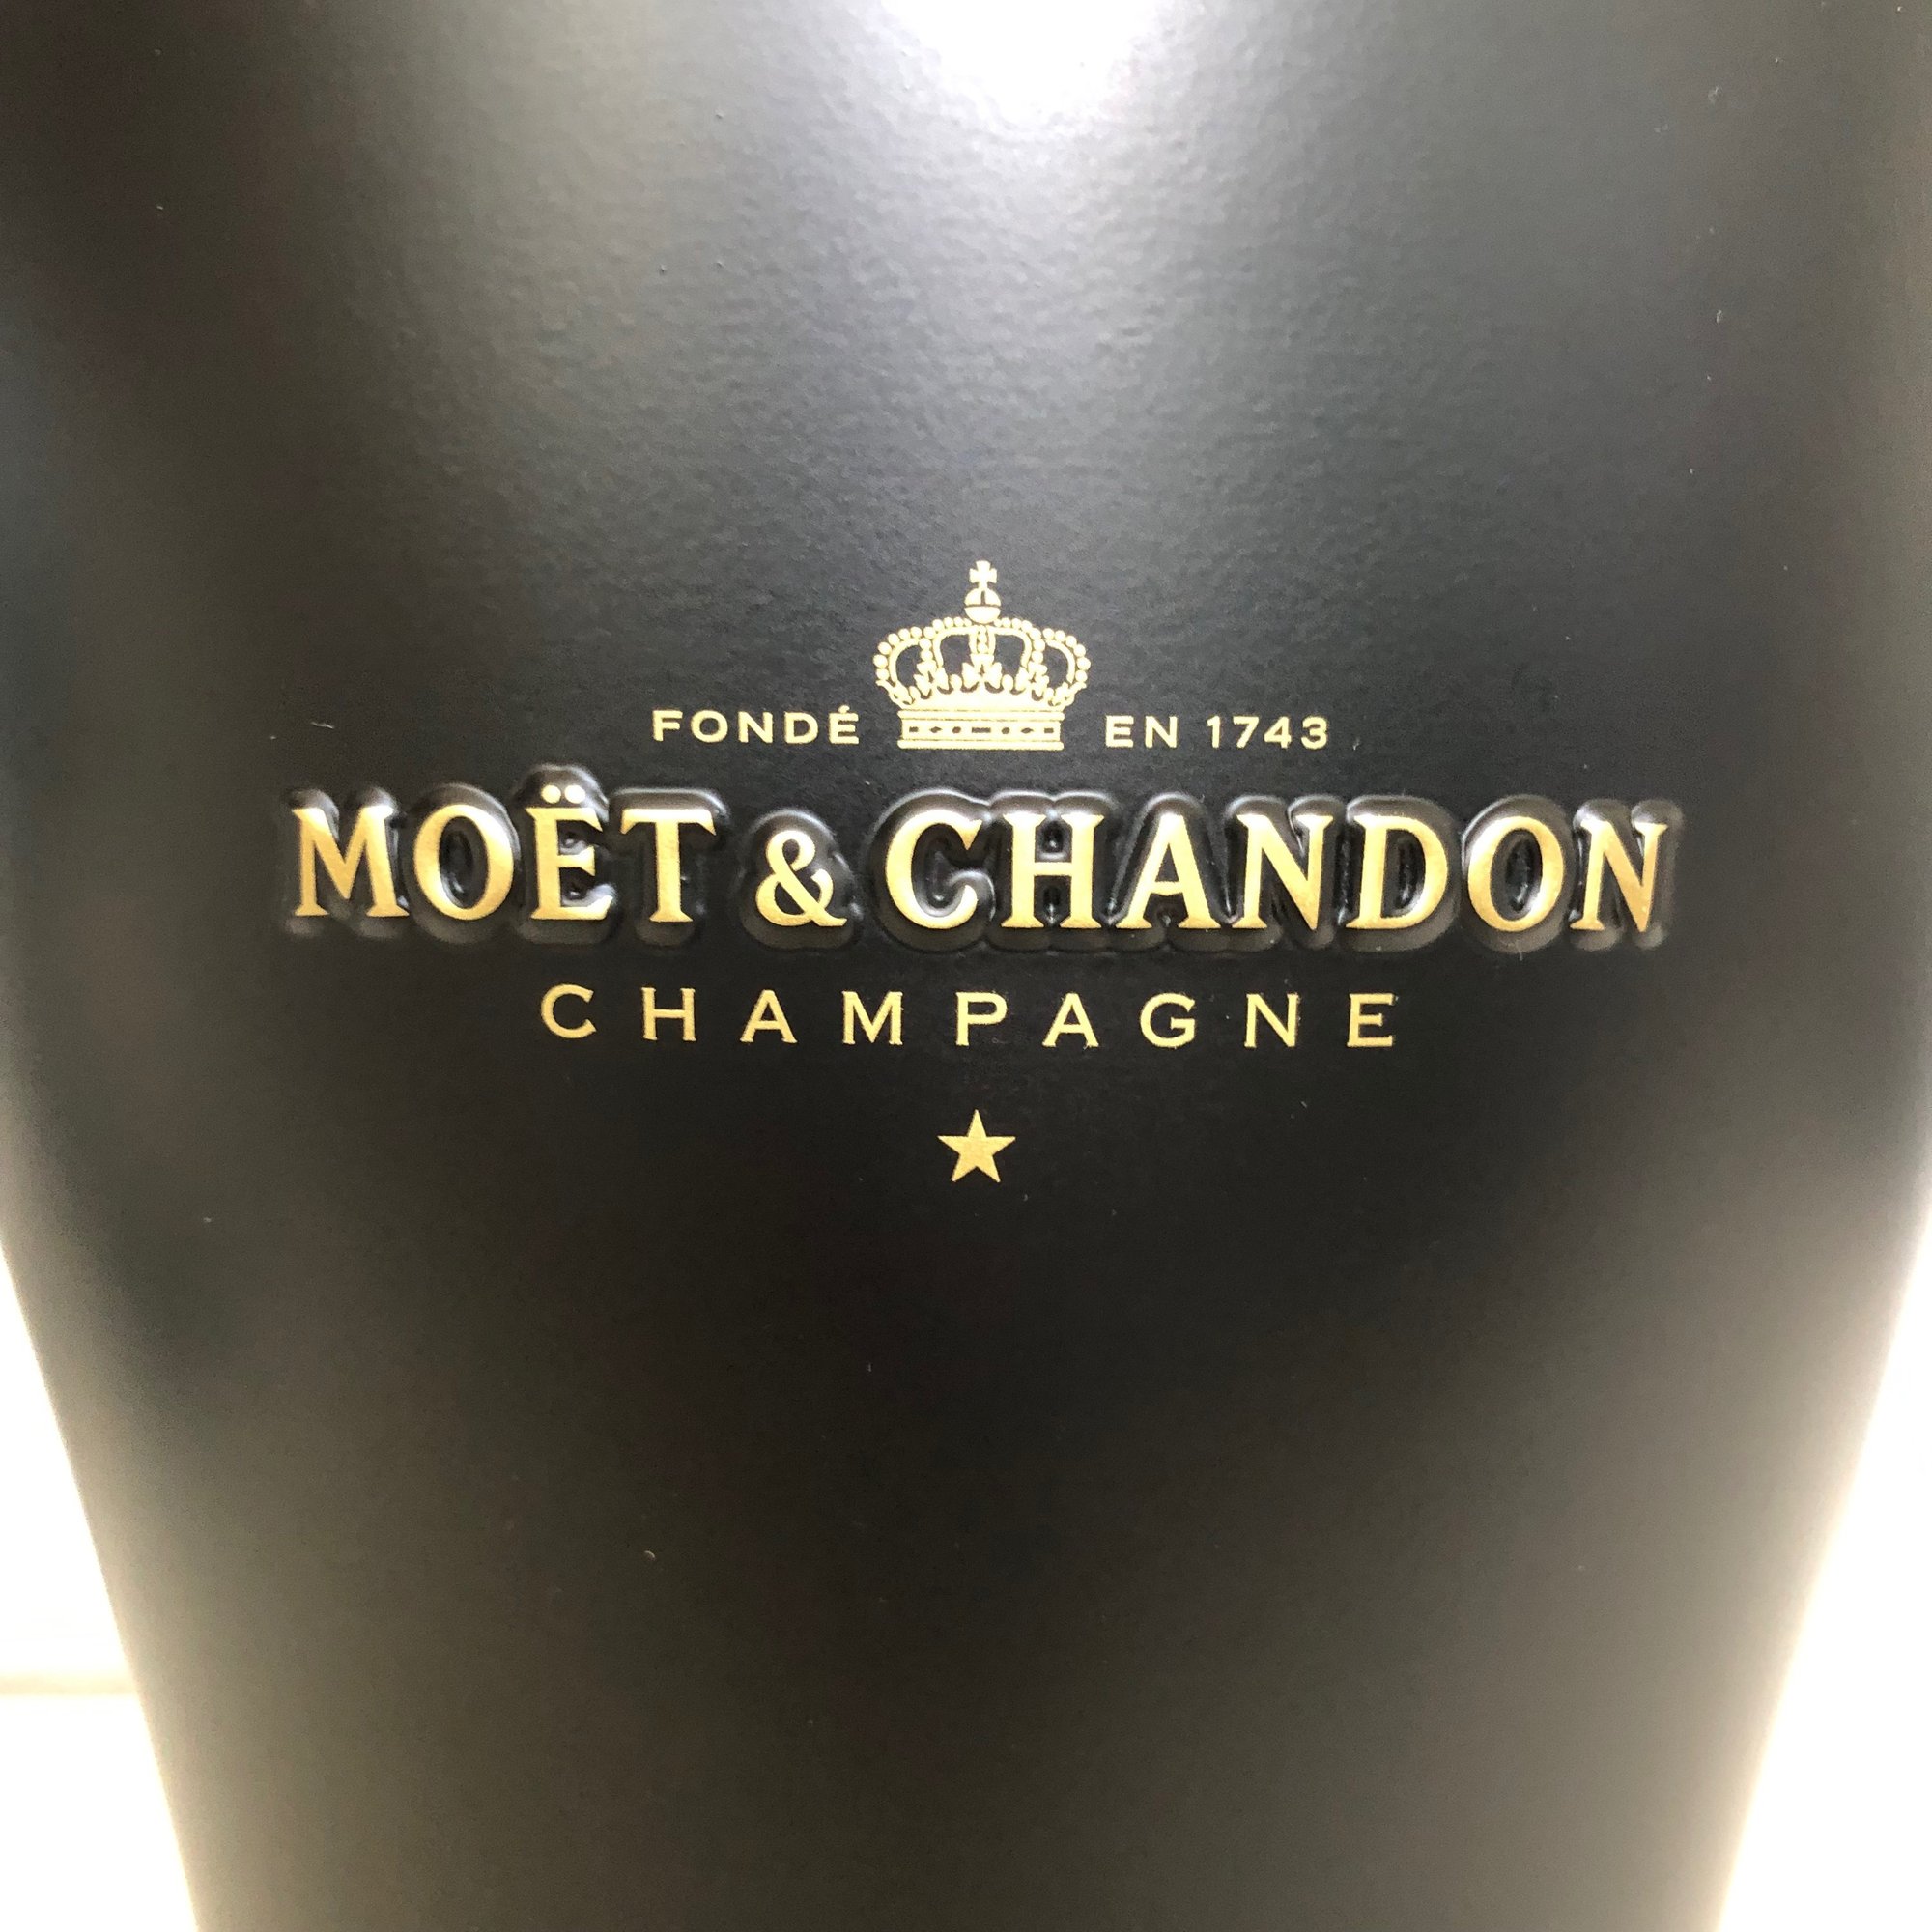 FONDÉ EN 1743
MOËT & CHANDON
CHAMPAGNE